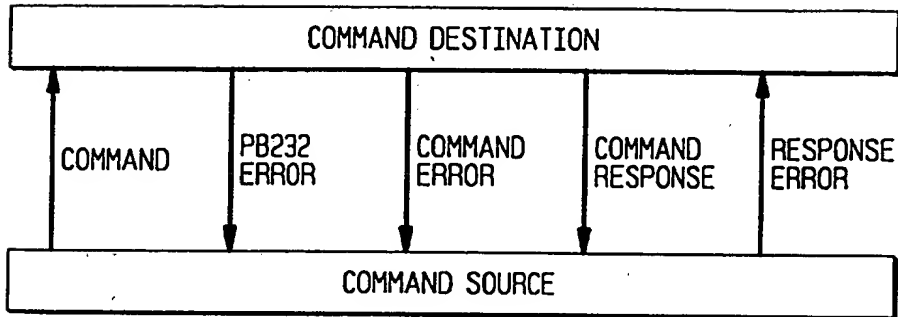 COMMAND DESTINATION
COMMAND
PB232
ERROR
COMMAND
ERROR
COMMAND
RESPONSE
RESPONSE
ERROR
COMMAND SOURCE